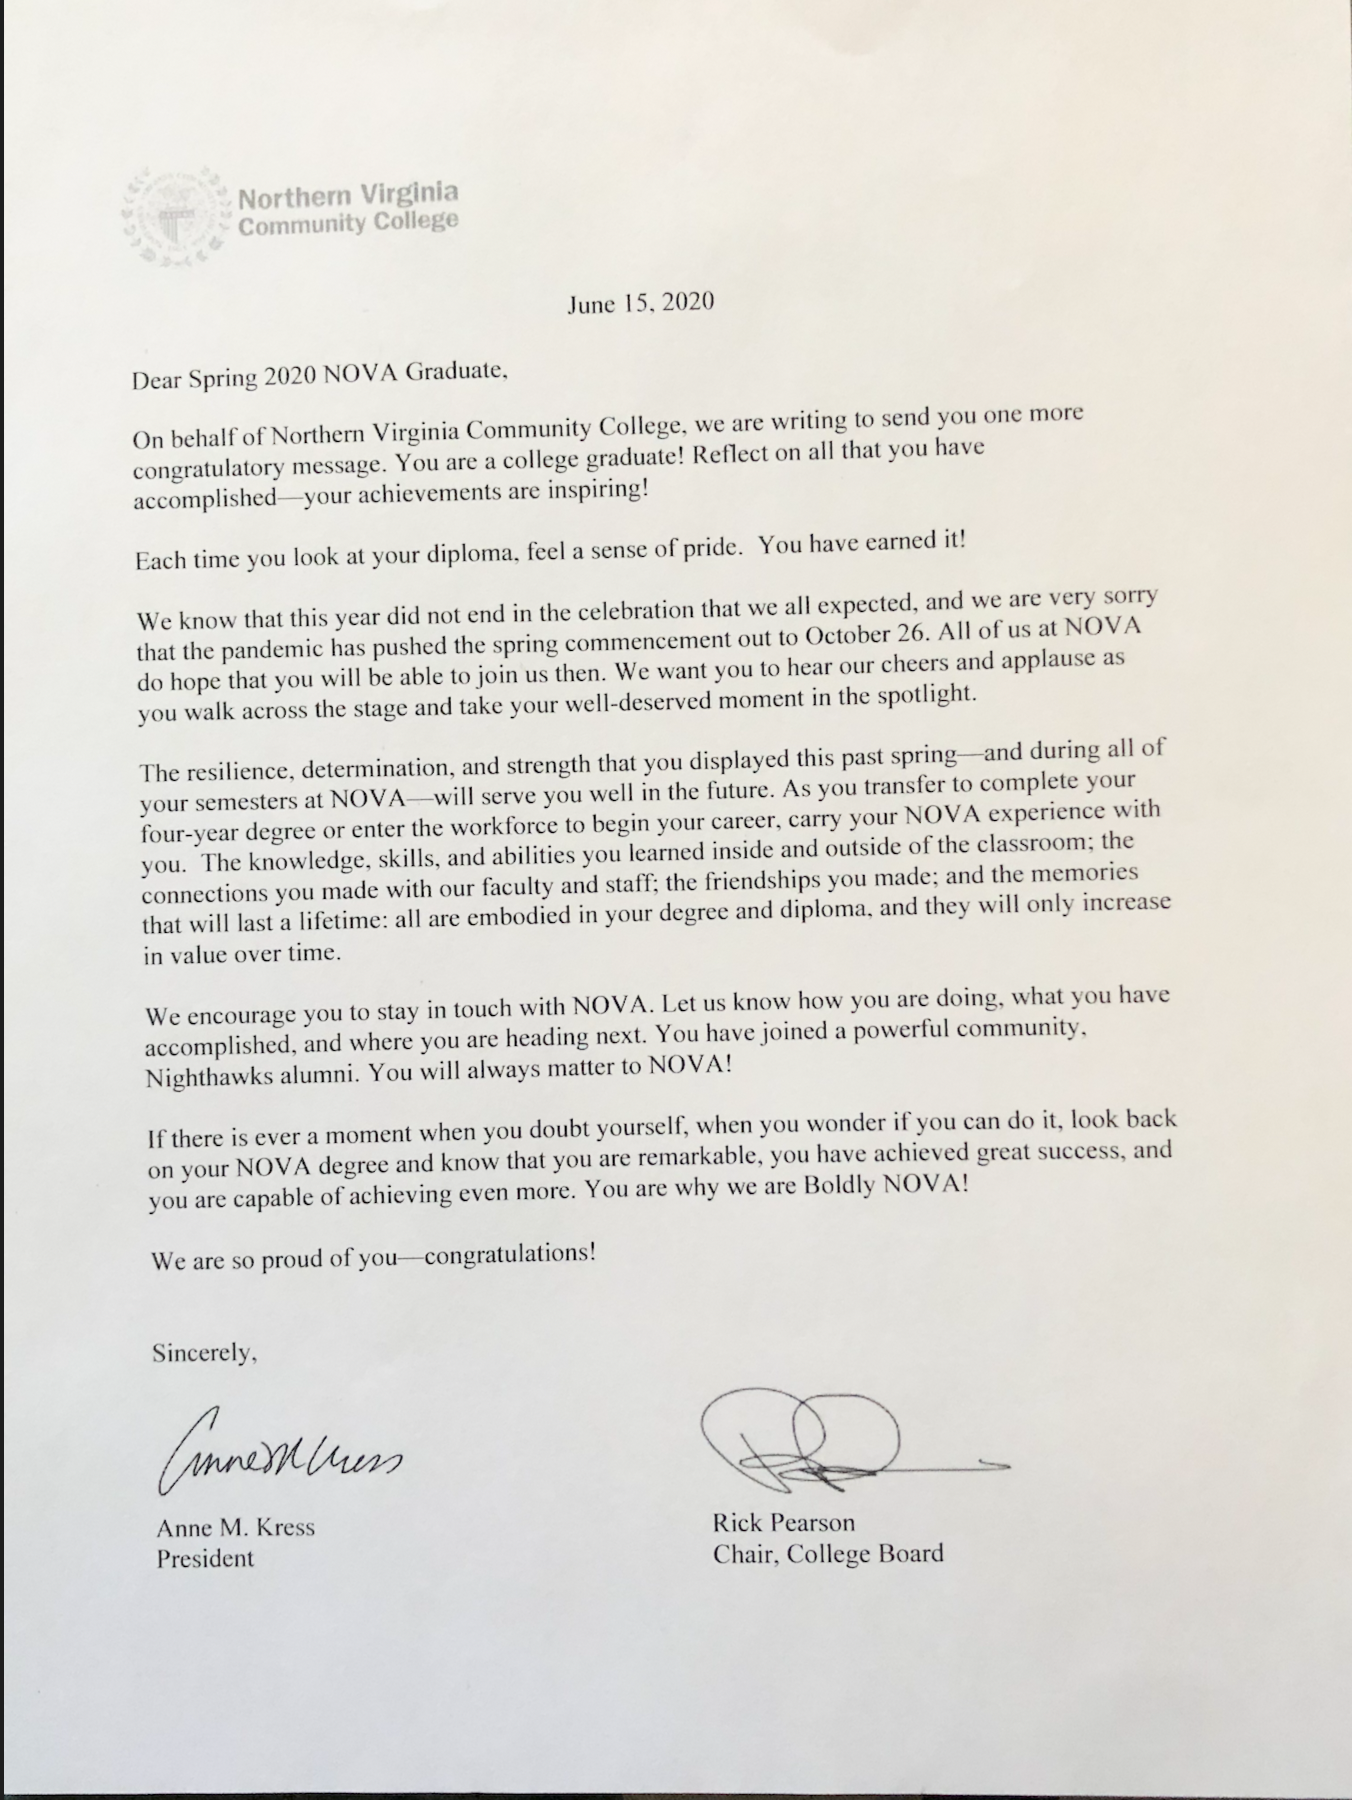 Northern Virginia
Community College
June 15, 2020
Dear Spring 2020 NOVA Graduate,
On behalf of Northern Virginia Community College, we are writing to send you one more
congratulatory message. You are a college graduate! Reflect on all that you have
accomplished—your achievements are inspiring!
Each time you look at your diploma, feel a sense of pride.  You have earned it!
We know that this year did not end in the celebration that we all expected, and we are very sorry
that the pandemic has pushed the spring commencement out to October 26. All of us at NOVA
do hope that you will be able to join us then. We want you to hear our cheers and applause as
you walk across the stage and take your well-deserved moment in the spotlight.
The resilience, determination, and strength that you displayed this past spring—and during all of
your semesters at NOVA—will serve you well in the future. As you transfer to complete your
four-year degree or enter the workforce to begin your career, carry your NOVA experience with
you.  The knowledge, skills, and abilities you learned inside and outside of the classroom; the
connections you made with our faculty and staff; the friendships you made; and the memories
that will last a lifetime: all are embodied in your degree and diploma, and they will only increase
in value over time.
We encourage you to stay in touch with NOVA. Let us know how you are doing, what you have
accomplished, and where you are heading next. You have joined a powerful community,
Nighthawks alumni. You will always matter to NOVA!
If there is ever a moment when you doubt yourself, when you wonder if you can do it, look back
on your NOVA degree and know that you are remarkable, you have achieved great success, and
you are capable of achieving even more. You are why we are Boldly NOVA!
We are so proud of you—congratulations!
Sincerely,
Anne M Kress
Anne M. Kress
President
Rick Pearson
Chair, College Board